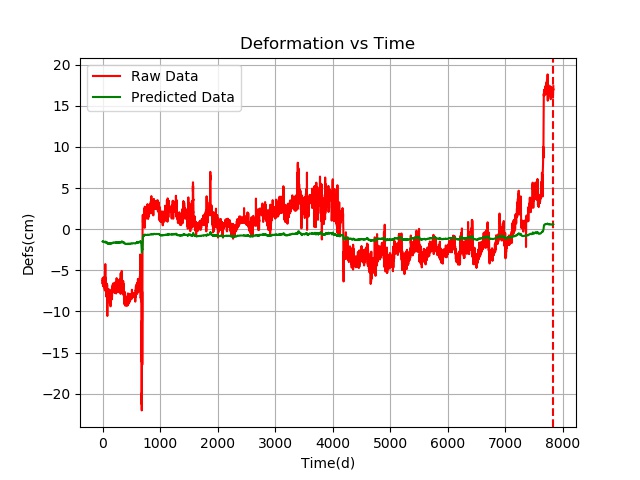 Deformation vs Time
Raw Data
Predicted Data
Defs(cm)
20
15
10
5
0
−5
−10
−15
−20
0 1000 2000 3000 4000 5000 6000 7000 8000
Time(d)